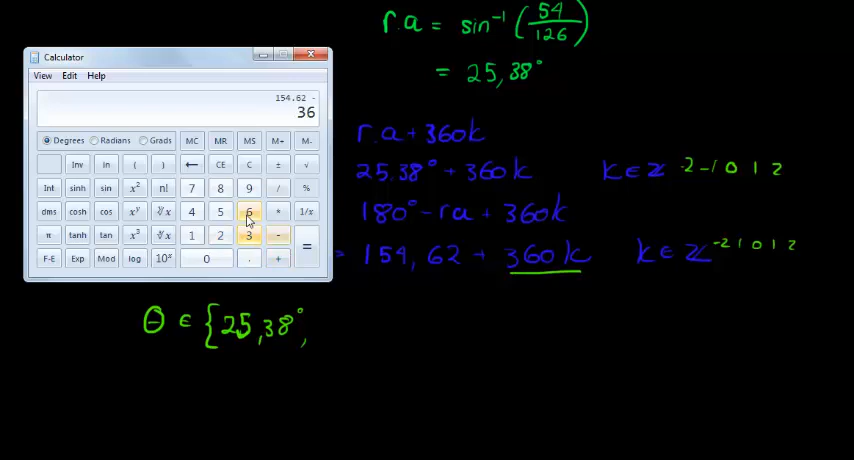 r.a = sin⁻¹ (54/126)
= 25,38°
Calculator
View Edit Help
154.62 -
36
Degrees Radians Grads MC MR MS M+ M-
Inv ln ( ) ← CE C ± √
Int sinh sin x² n! 7 8 9 / %
dms cosh cos xʸ ʸ√x 4 5 6 * 1/x
π tanh tan x³ ³√x 1 2 3 - =
F-E Exp Mod log 10ˣ 0 . +
r.a + 360k
25.38° + 360k k ∈ ℤ -2 -1 0 1 2
180° - ra + 360k
= 154,62 + 360k k ∈ ℤ -2 1 0 1 2
θ ∈ {25,38°,